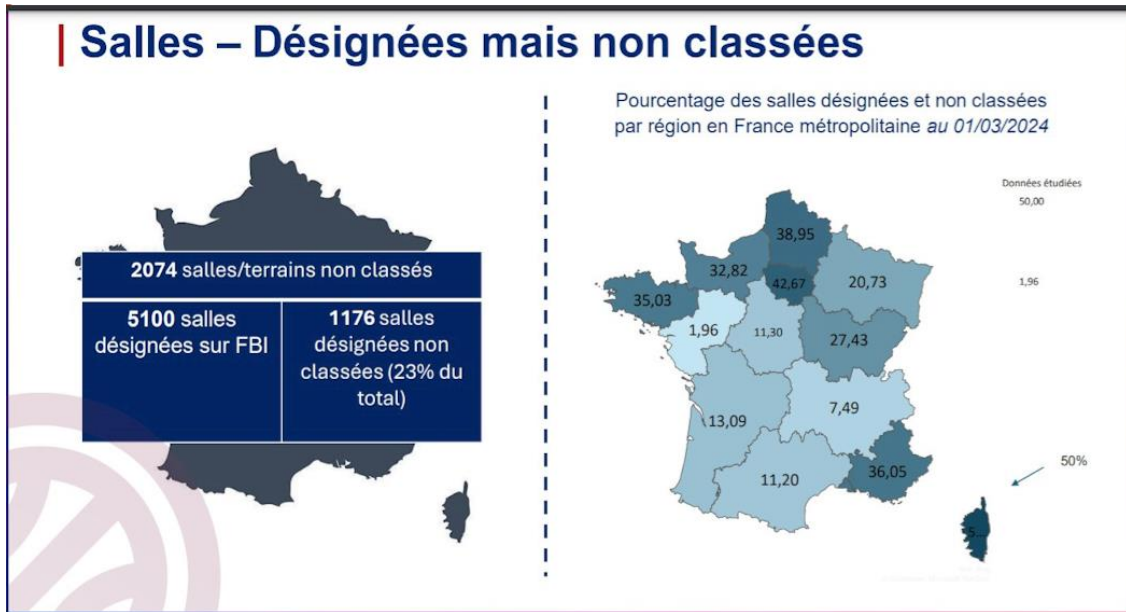 Salles – Désignées mais non classées
2074 salles/terrains non classés
5100 salles
désignées sur FBI
1176 salles
désignées non
classées (23% du
total)
Pourcentage des salles désignées et non classées
par région en France métropolitaine au 01/03/2024
Données étudiées
50,00
1,96
38,95
32,82
42,67
20,73
35,03
1,96
11,30
27,43
13,09
7,49
11,20
36,05
50%
5...